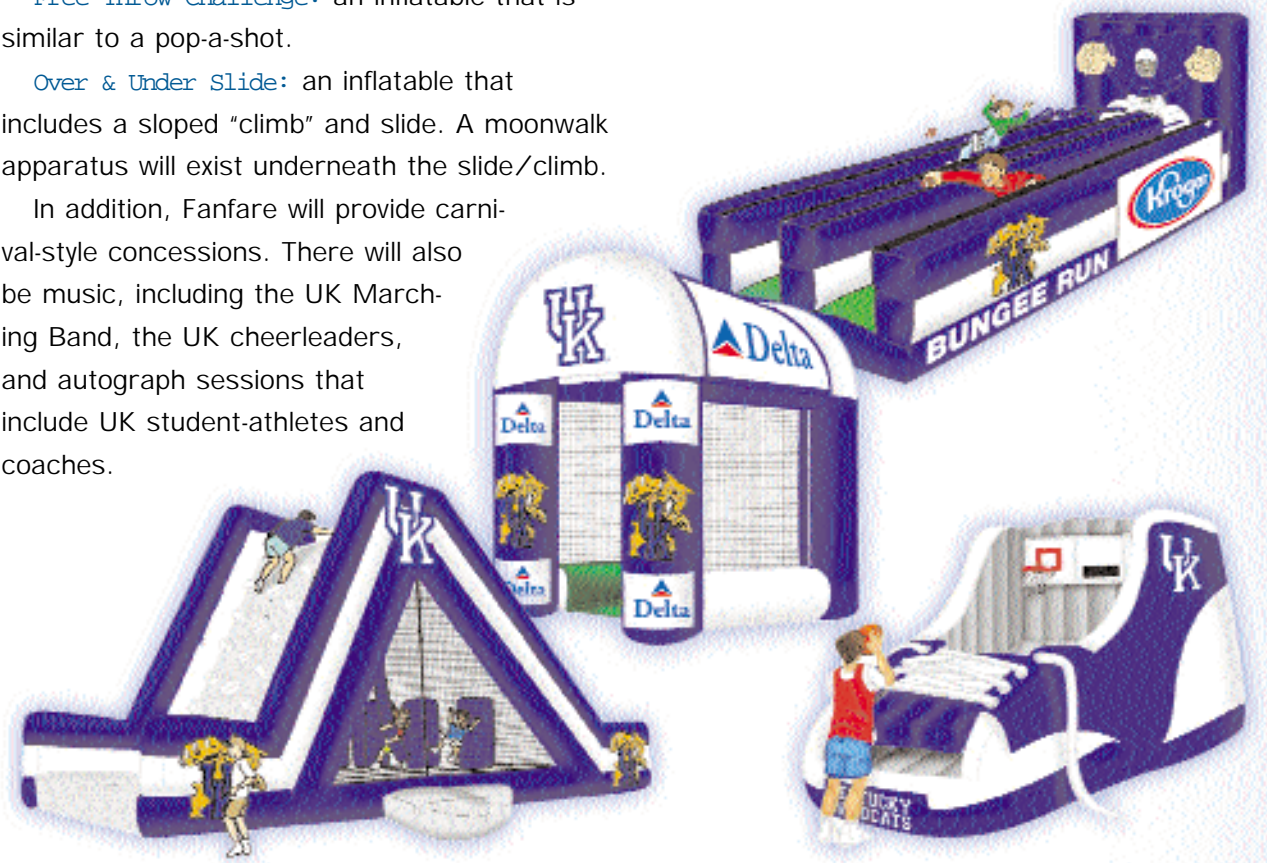 Free Throw Challenge: an inflatable that is
similar to a pop-a-shot.
Over & Under Slide: an inflatable that
includes a sloped “climb” and slide. A moonwalk
apparatus will exist underneath the slide/climb.
In addition, Fanfare will provide carni-
val-style concessions. There will also
be music, including the UK March-
ing Band, the UK cheerleaders,
and autograph sessions that
include UK student-athletes and
coaches.
Kroger
BUNGEE RUN
UK
Delta
Delta
Delta
Delta
Delta
UK
UK